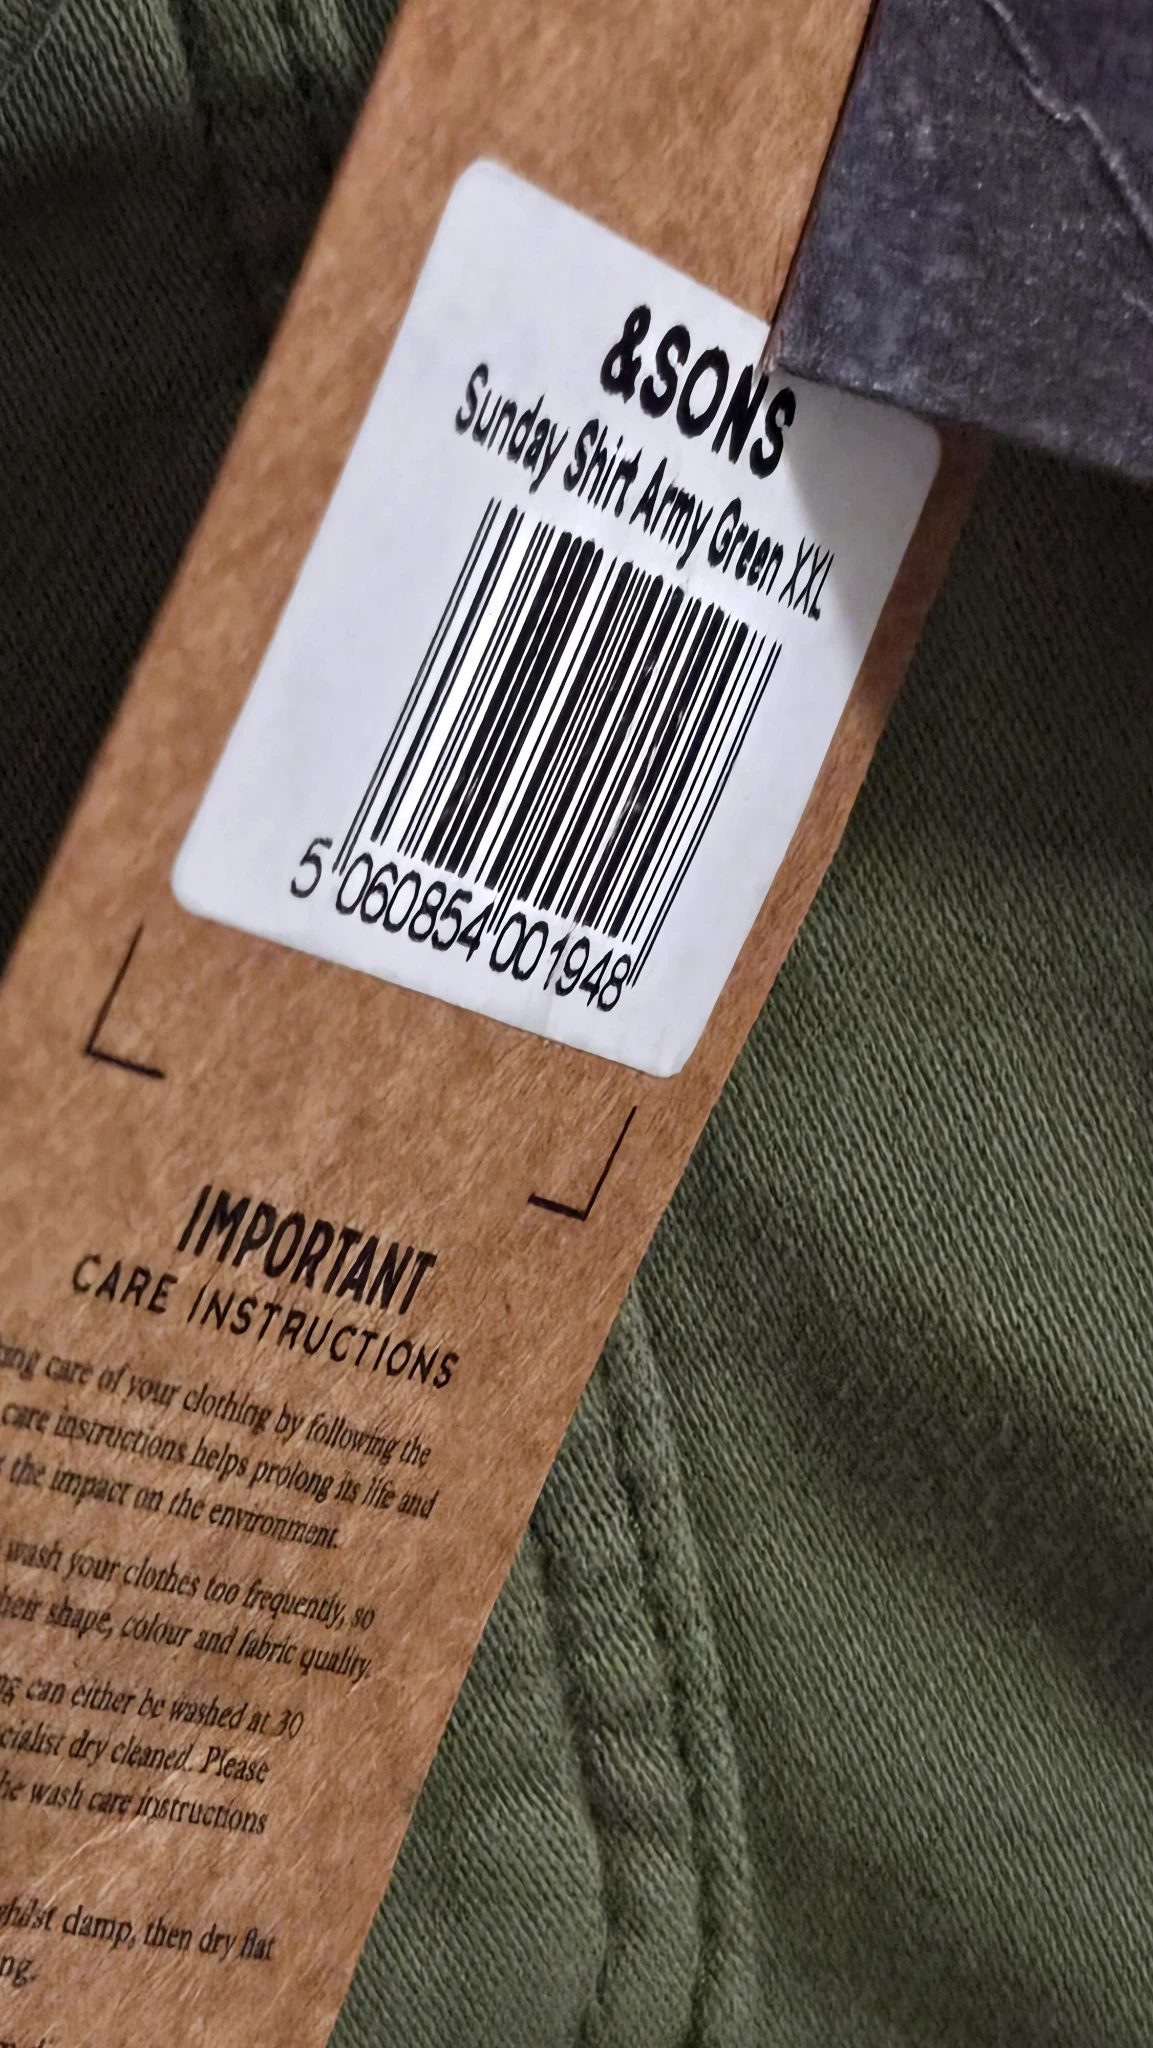 &SONS
Sunday Shirt Army Green XXL
5 060854 001948
IMPORTANT
CARE INSTRUCTIONS
care of your clothing by following the
care instructions helps prolong its life and
the impact on the environment.
wash your clothes too frequently, so
their shape, colour and fabric quality.
can either be washed at 30
dry cleaned. Please
wash care instructions
whilst damp, then dry flat